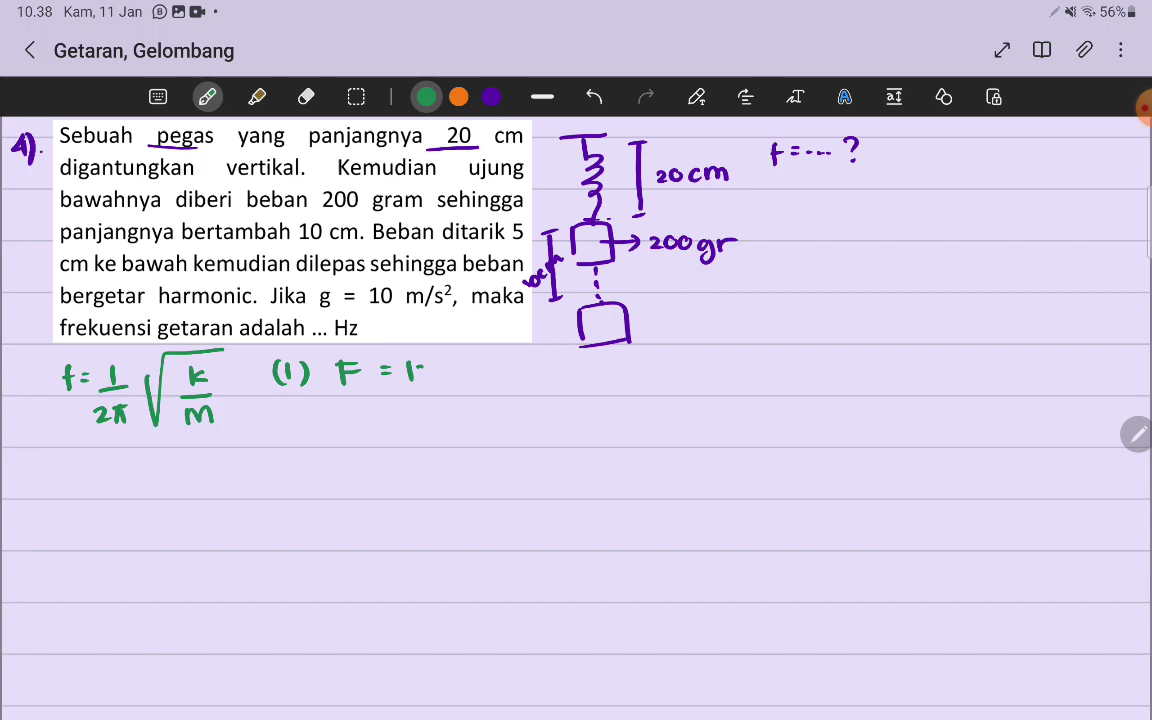 10.38 Kam, 11 Jan
56%
Getaran, Gelombang
4).
Sebuah pegas yang panjangnya 20 cm
digantungkan vertikal. Kemudian ujung
bawahnya diberi beban 200 gram sehingga
panjangnya bertambah 10 cm. Beban ditarik 5
cm ke bawah kemudian dilepas sehingga beban
bergetar harmonic. Jika g = 10 m/s², maka
frekuensi getaran adalah ... Hz
20 cm
f = .... ?
200 gr
f = 1/2π √k/m (1) F =